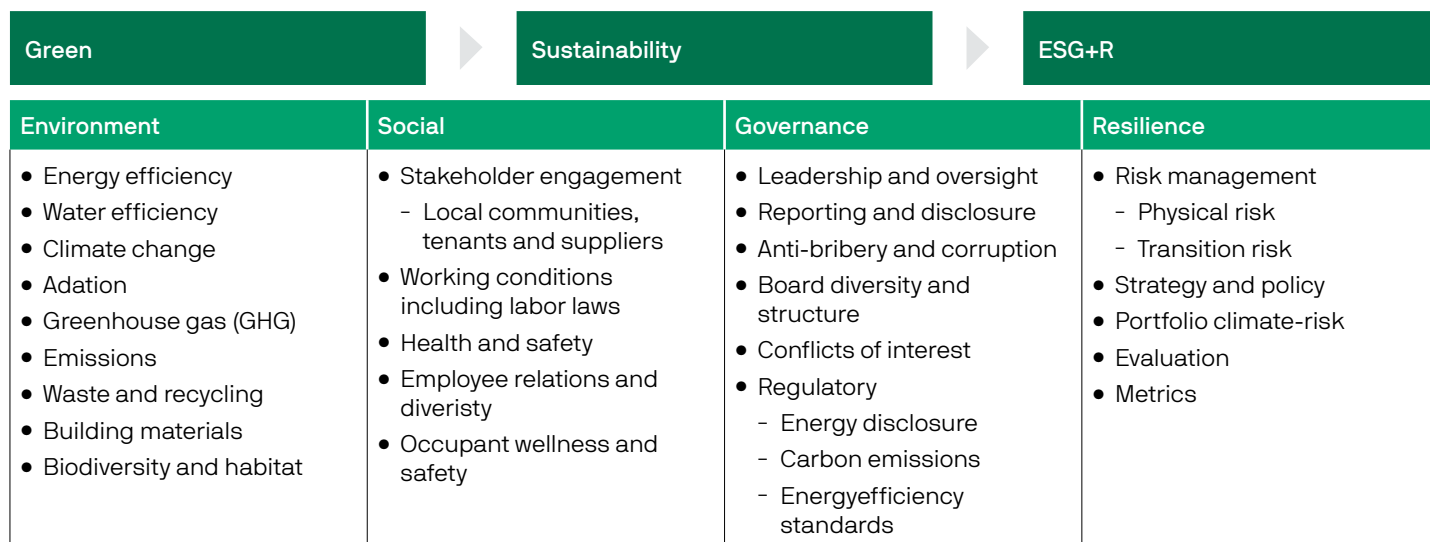 Green
Sustainability
ESG+R
Environment
• Energy efficiency
• Water efficiency
• Climate change
• Adation
• Greenhouse gas (GHG)
• Emissions
• Waste and recycling
• Building materials
• Biodiversity and habitat
Social
• Stakeholder engagement
- Local communities,
tenants and suppliers
• Working conditions
including labor laws
• Health and safety
• Employee relations and
diveristy
• Occupant wellness and
safety
Governance
• Leadership and oversight
• Reporting and disclosure
• Anti-bribery and corruption
• Board diversity and
structure
• Conflicts of interest
• Regulatory
- Energy disclosure
- Carbon emissions
- Energyefficiency
standards
Resilience
• Risk management
- Physical risk
- Transition risk
• Strategy and policy
• Portfolio climate-risk
• Evaluation
• Metrics